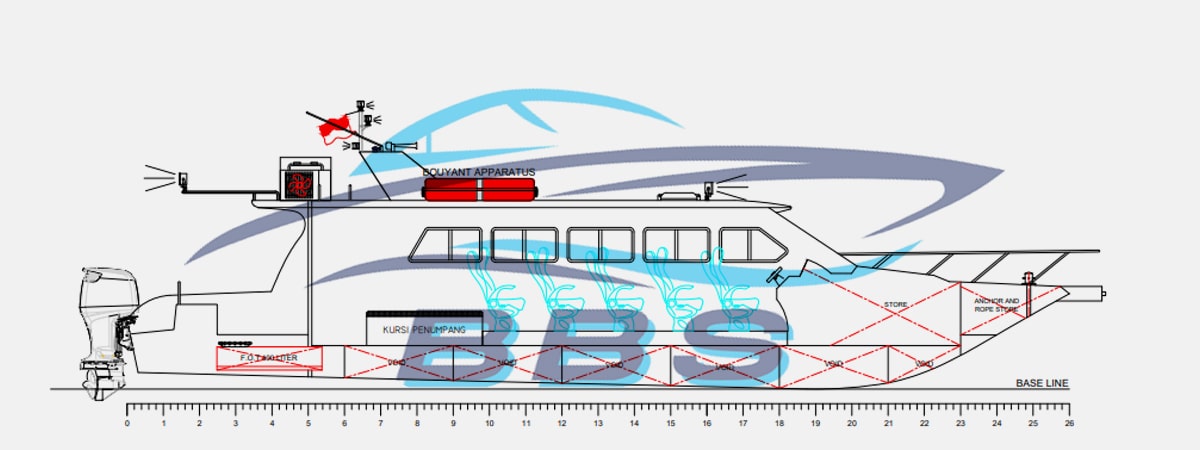 BOUYANT APPARATUS
STORE
ANCHOR AND
ROPE STORE
KURSI PENUMPANG
VOID
VOID
VOID
VOID
VOID
VOID
BBS
BASE LINE
0 1 2 3 4 5 6 7 8 9 10 11 12 13 14 15 16 17 18 19 20 21 22 23 24 25 26